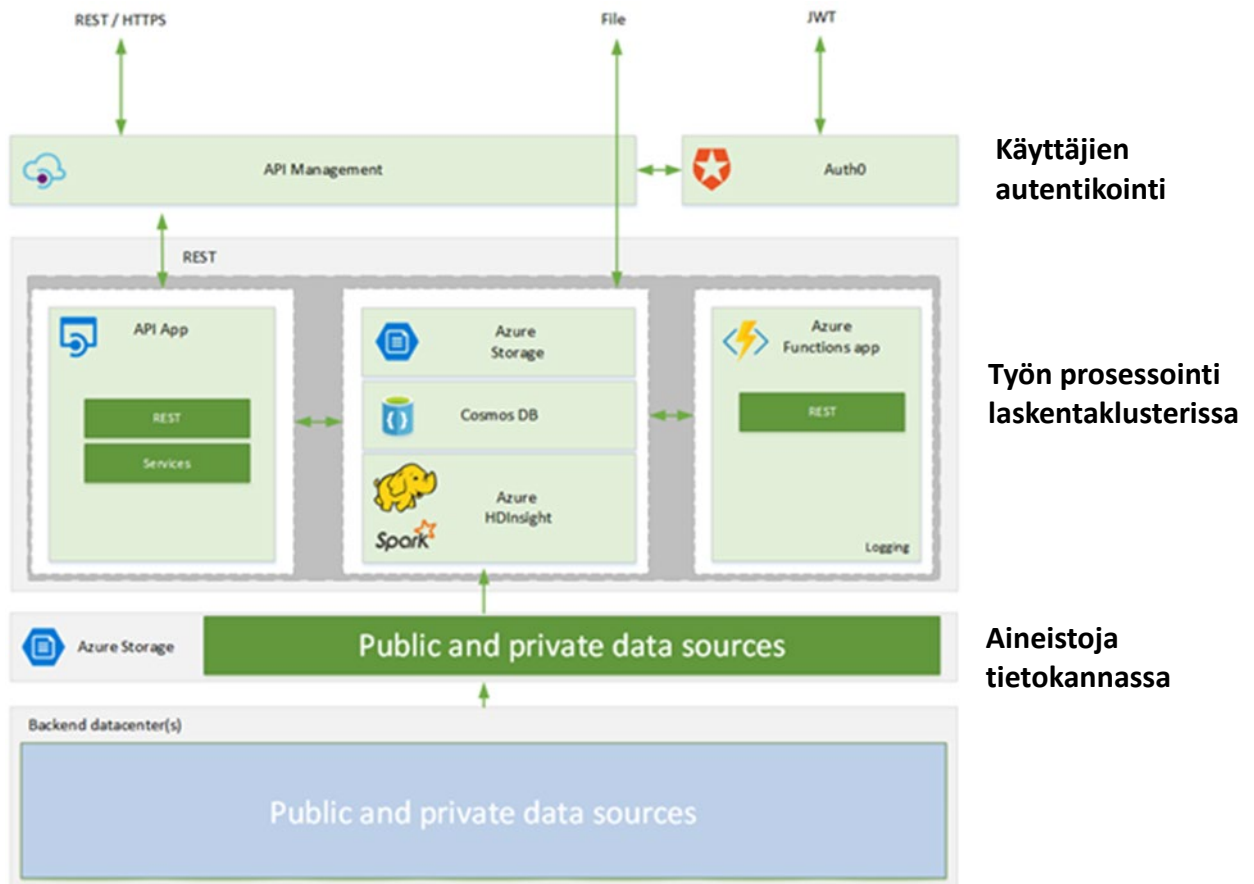 REST / HTTPS
File
JWT
API Management
Auth0
Käyttäjien
autentikointi
REST
API App
REST
Services
Azure
Storage
Cosmos DB
Azure
HDInsight
Spark
Azure
Functions app
REST
Logging
Työn prosessointi
laskentaklusterissa
Azure Storage
Public and private data sources
Aineistoja
tietokannassa
Backend datacenter(s)
Public and private data sources